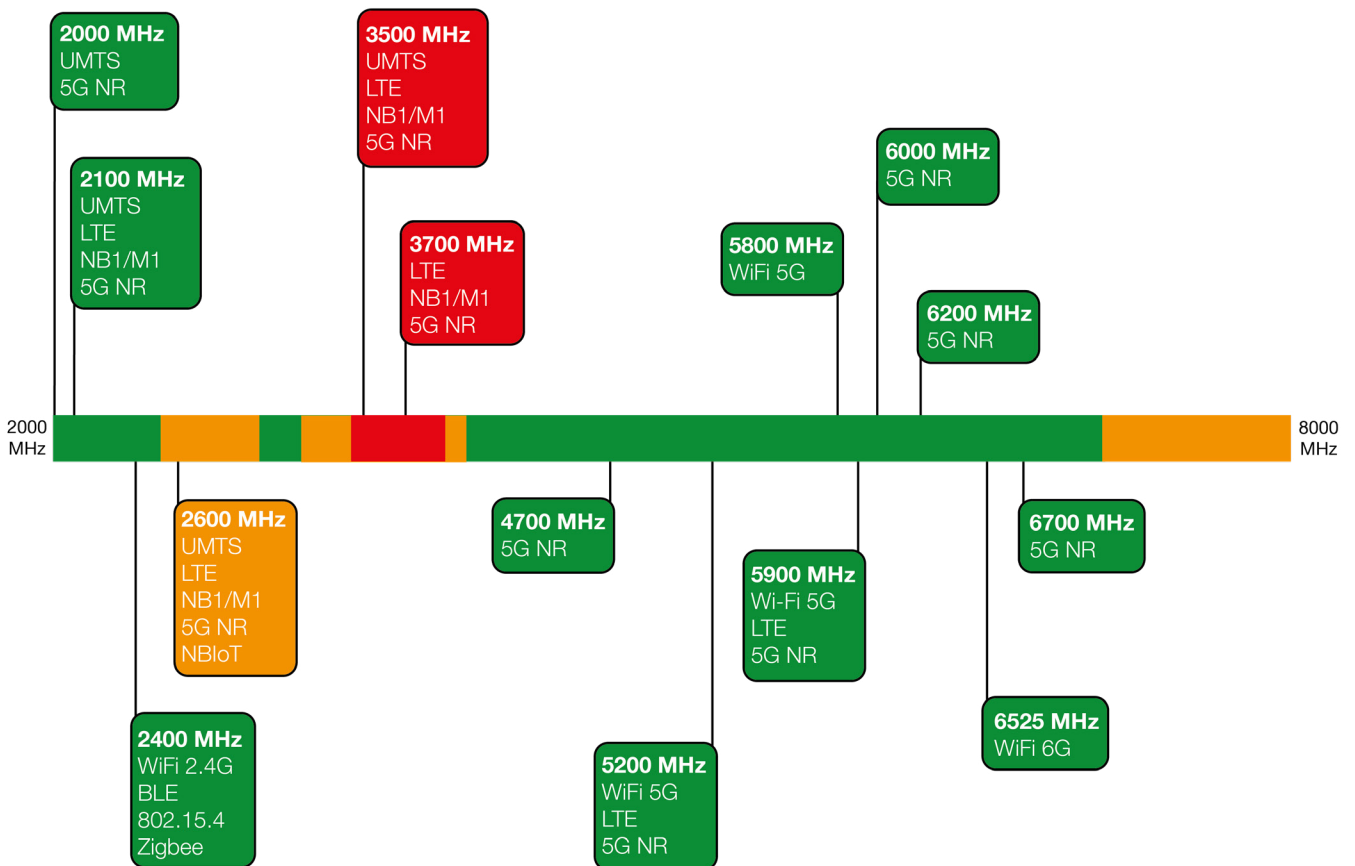 2000 MHz
UMTS
5G NR
3500 MHz
UMTS
LTE
NB1/M1
5G NR
6000 MHz
5G NR
2100 MHz
UMTS
LTE
NB1/M1
5G NR
3700 MHz
LTE
NB1/M1
5G NR
5800 MHz
WiFi 5G
6200 MHz
5G NR
2000
MHz
8000
MHz
2600 MHz
UMTS
LTE
NB1/M1
5G NR
NBIoT
4700 MHz
5G NR
6700 MHz
5G NR
5900 MHz
Wi-Fi 5G
LTE
5G NR
6525 MHz
WiFi 6G
2400 MHz
WiFi 2.4G
BLE
802.15.4
Zigbee
5200 MHz
WiFi 5G
LTE
5G NR